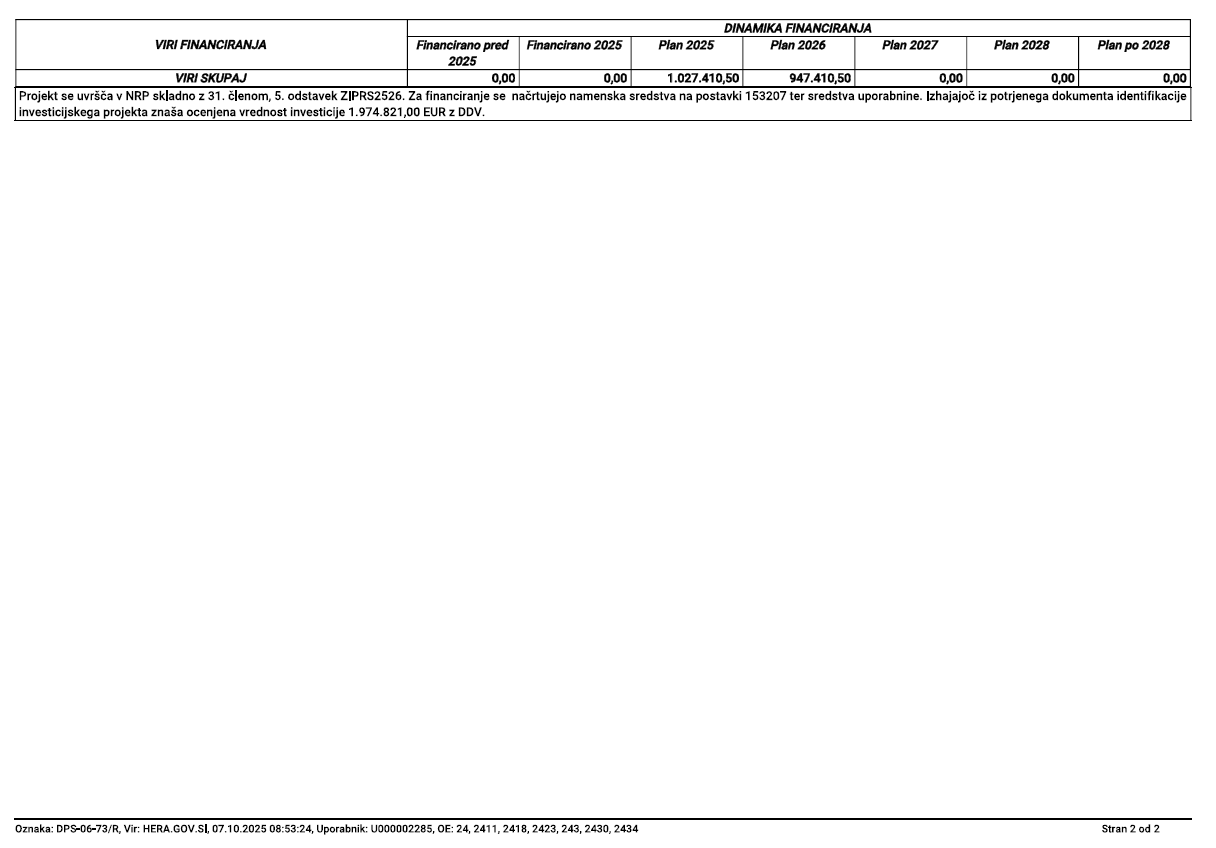 VIRI FINANCIRANJA
DINAMIKA FINANCIRANJA
Financirano pred 2025 Financirano 2025 Plan 2025 Plan 2026 Plan 2027 Plan 2028 Plan po 2028
VIRI SKUPAJ 0,00 0,00 1.027.410,50 947.410,50 0,00 0,00 0,00
Projekt se uvršča v NRP skladno z 31. členom, 5. odstavek ZIPRS2526. Za financiranje se načrtujejo namenska sredstva na postavki 153207 ter sredstva uporabnine. Izhajajoč iz potrjenega dokumenta identifikacije
investicijskega projekta znaša ocenjena vrednost investicije 1.974.821,00 EUR z DDV.
Oznaka: DPS-06-73/R, Vir: HERA.GOV.SI, 07.10.2025 08:53:24, Uporabnik: U000002285, OE: 24, 2411, 2418, 2423, 243, 2430, 2434 Stran 2 od 2